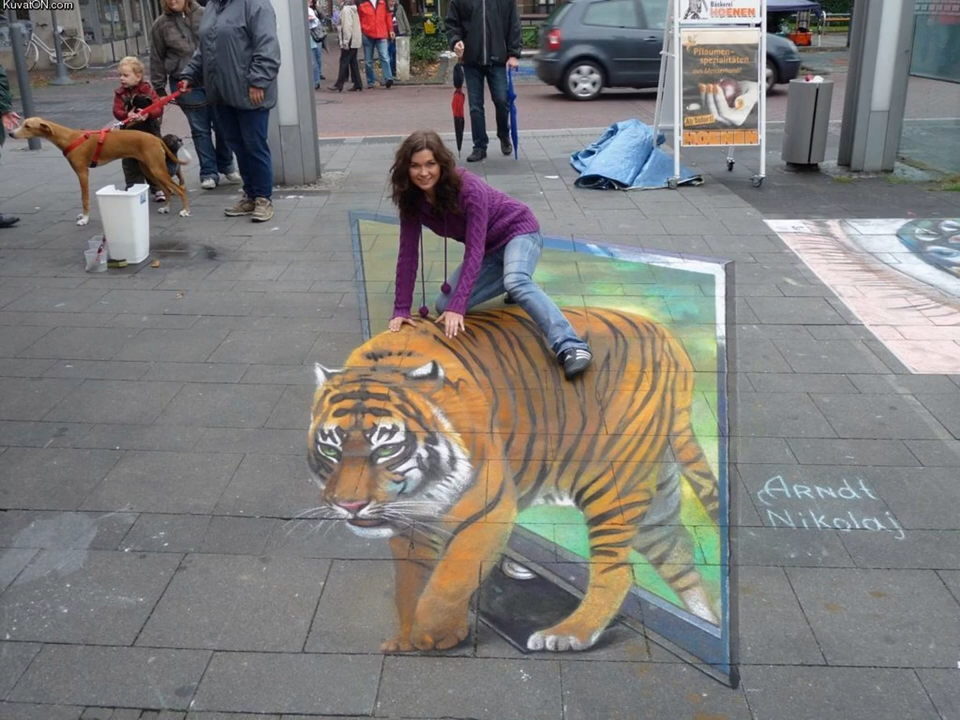 KuvatON.com
Bäckerei
HOENEN
Pflaumen-
spezialitäten
Arndt
Nikolaj